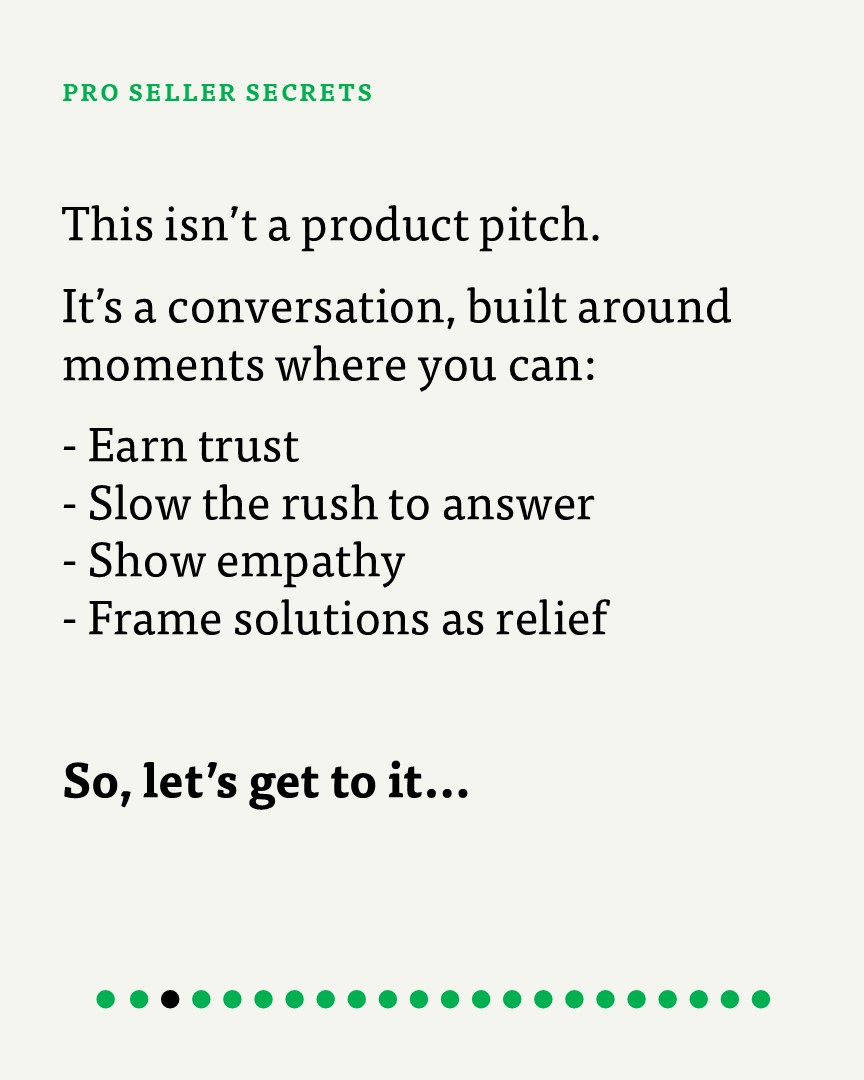 PRO SELLER SECRETS
This isn’t a product pitch.
It’s a conversation, built around
moments where you can:
- Earn trust
- Slow the rush to answer
- Show empathy
- Frame solutions as relief
So, let’s get to it...